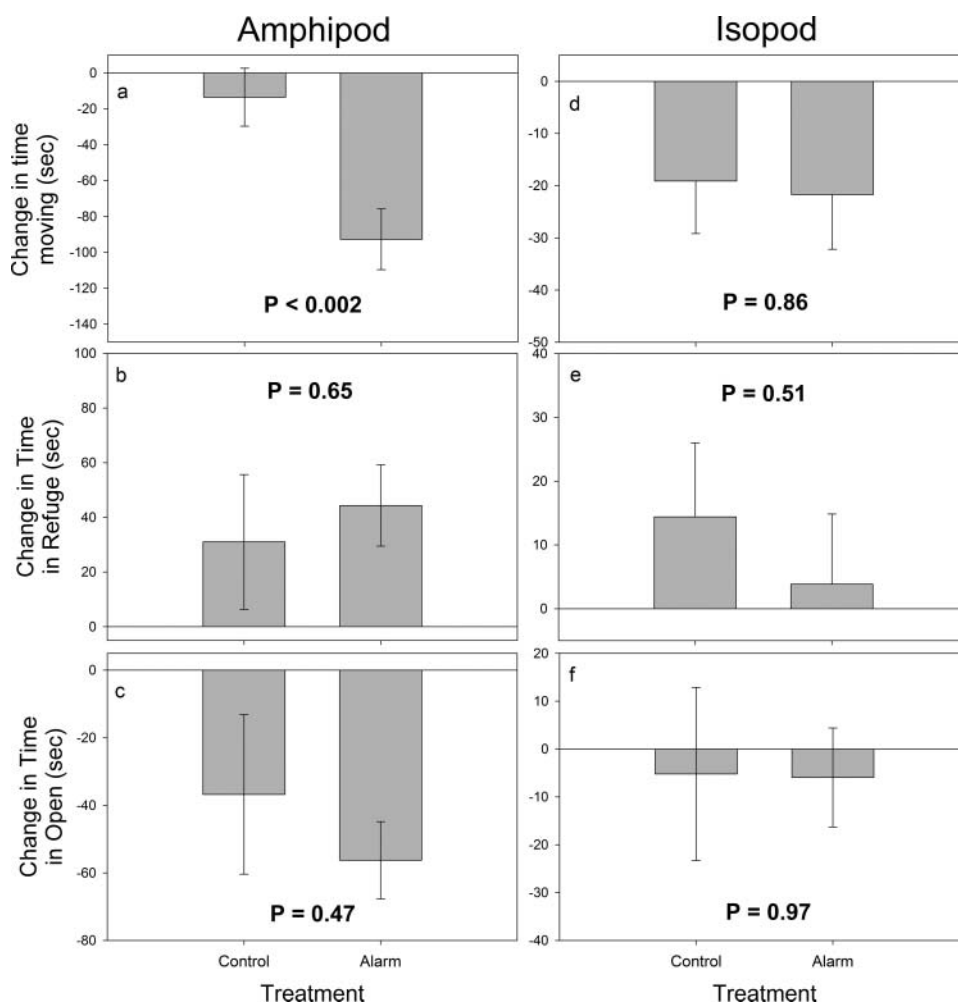 Amphipod
Isopod
Change in time
moving (sec)
0
-20
-40
-60
-80
-100
-120
-140
a
P < 0.002
0
-10
-20
-30
-40
-50
d
P = 0.86
Change in Time
in Refuge (sec)
100
80
60
40
20
0
b
P = 0.65
40
30
20
10
0
e
P = 0.51
Change in Time
in Open (sec)
0
-20
-40
-60
-80
c
P = 0.47
Control
Alarm
Treatment
20
10
0
-10
-20
-30
-40
f
P = 0.97
Control
Alarm
Treatment